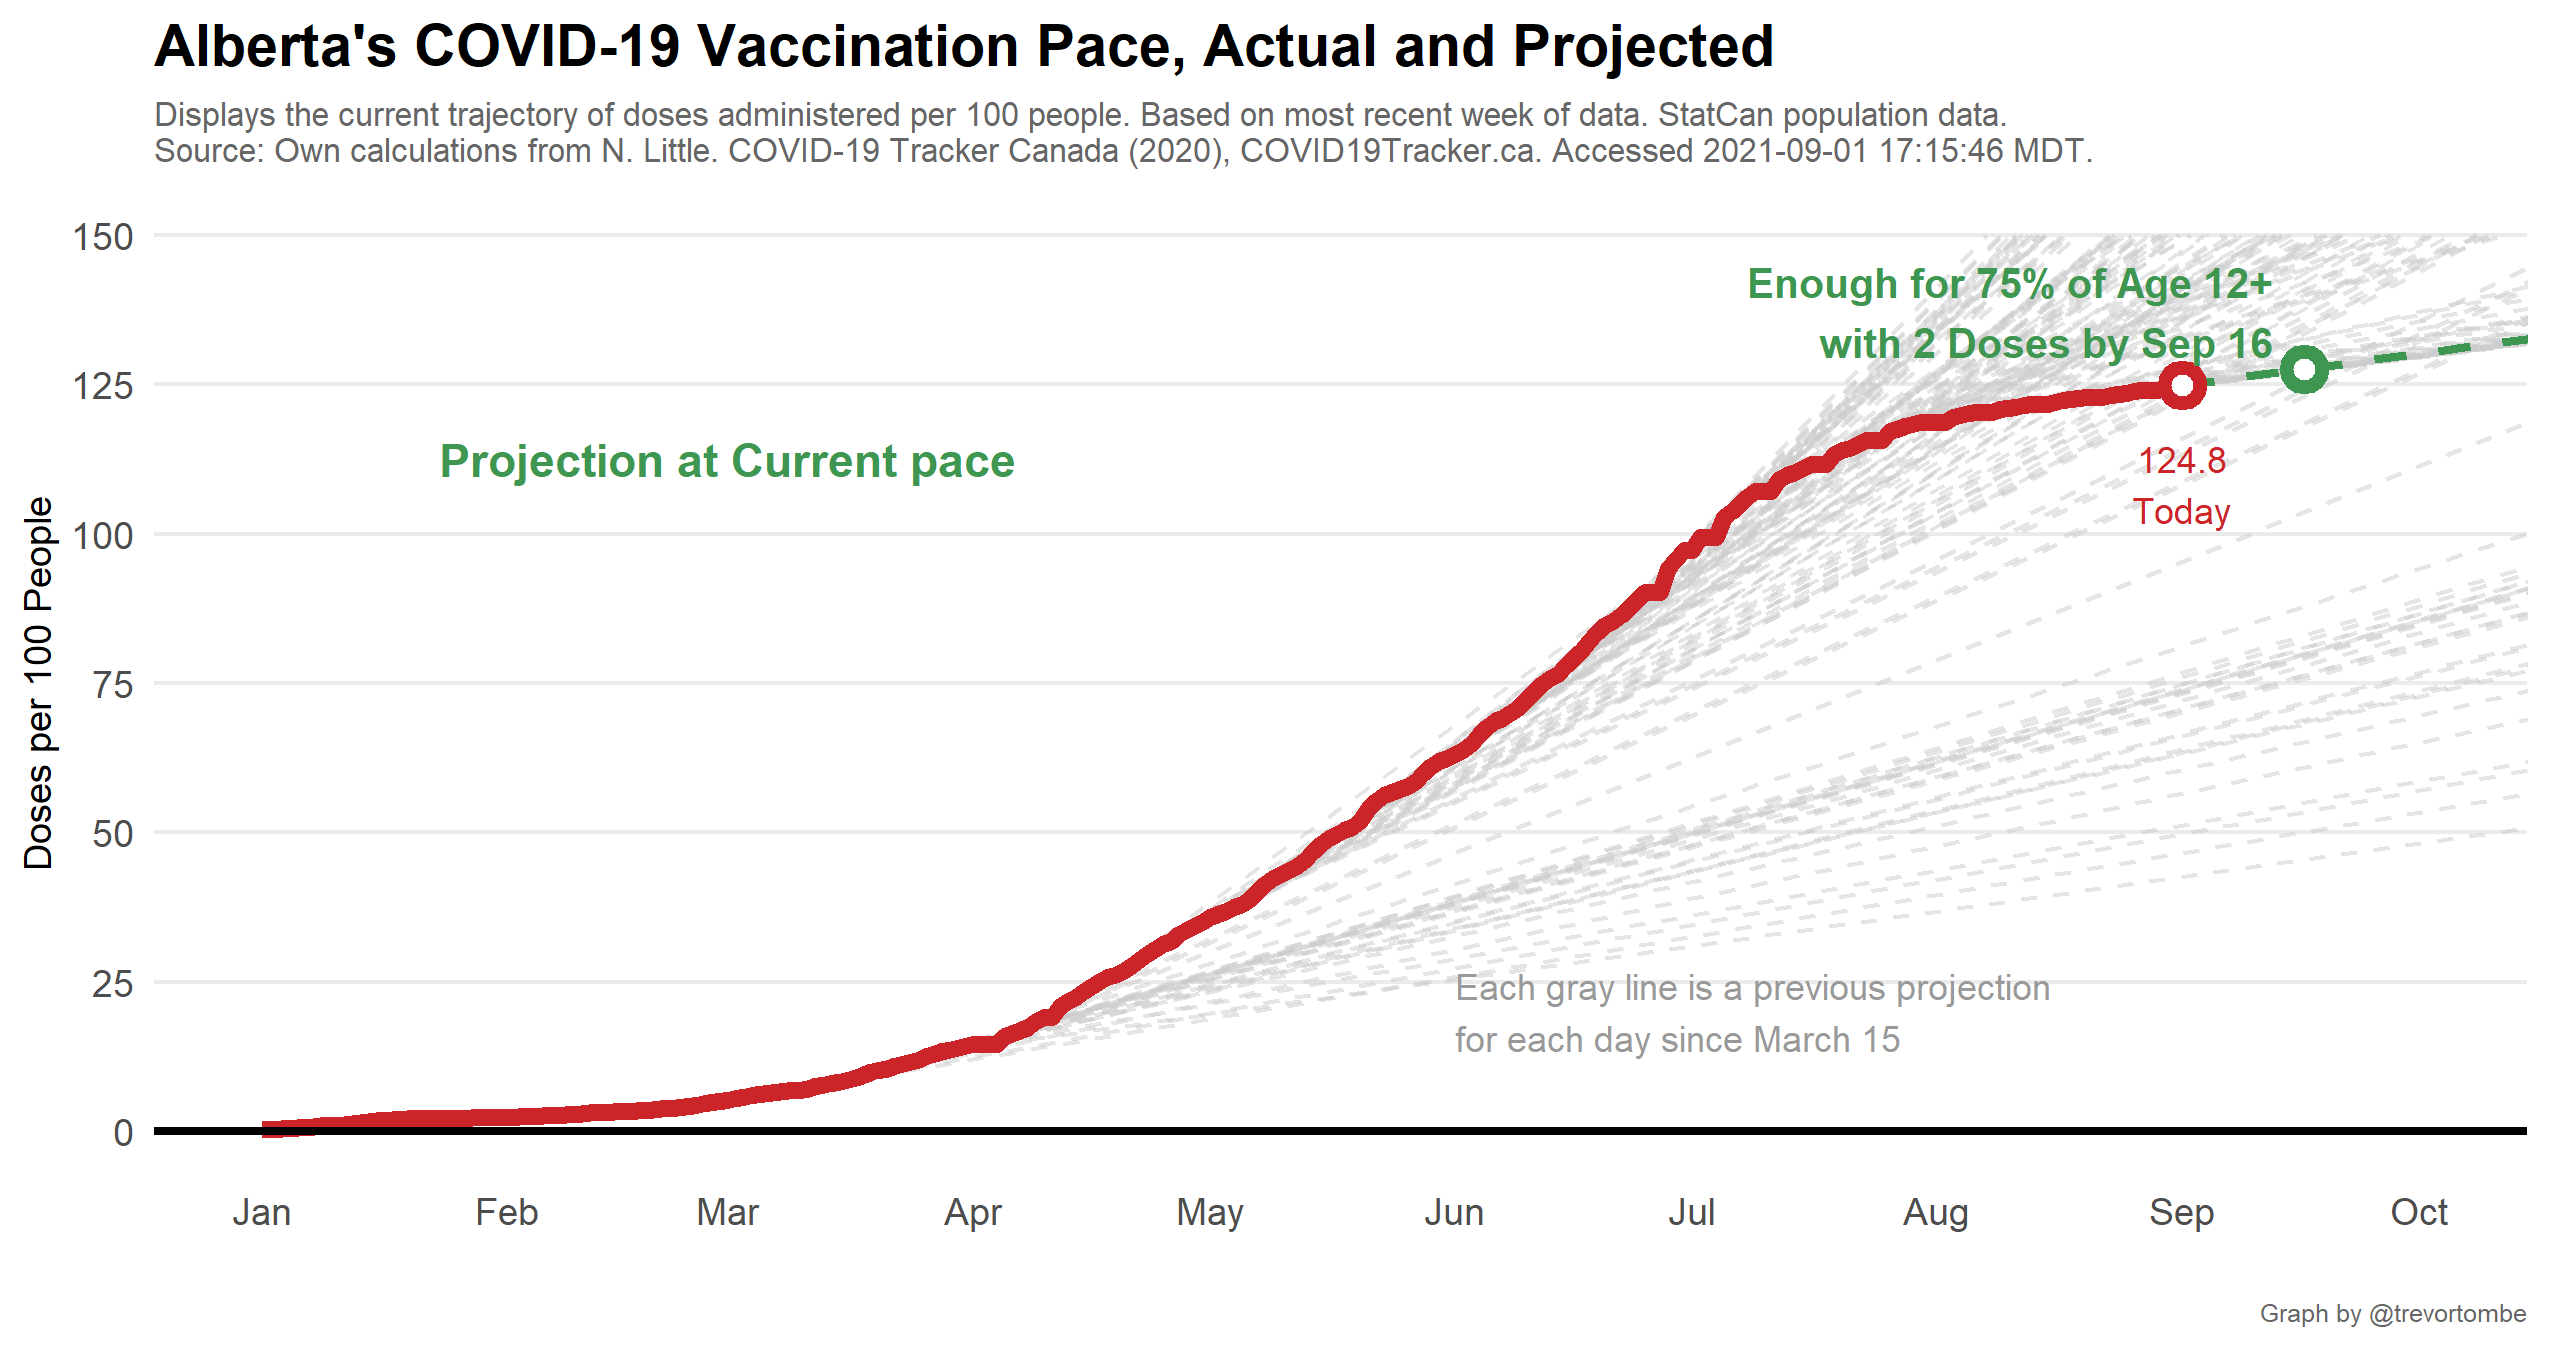 Alberta's COVID-19 Vaccination Pace, Actual and Projected
Displays the current trajectory of doses administered per 100 people. Based on most recent week of data. StatCan population data.
Source: Own calculations from N. Little. COVID-19 Tracker Canada (2020), COVID19Tracker.ca. Accessed 2021-09-01 17:15:46 MDT.
Doses per 100 People
150
125
100
75
50
25
0
Enough for 75% of Age 12+
with 2 Doses by Sep 16
Projection at Current pace
124.8
Today
Each gray line is a previous projection
for each day since March 15
Jan Feb Mar Apr May Jun Jul Aug Sep Oct
Graph by @trevortombe